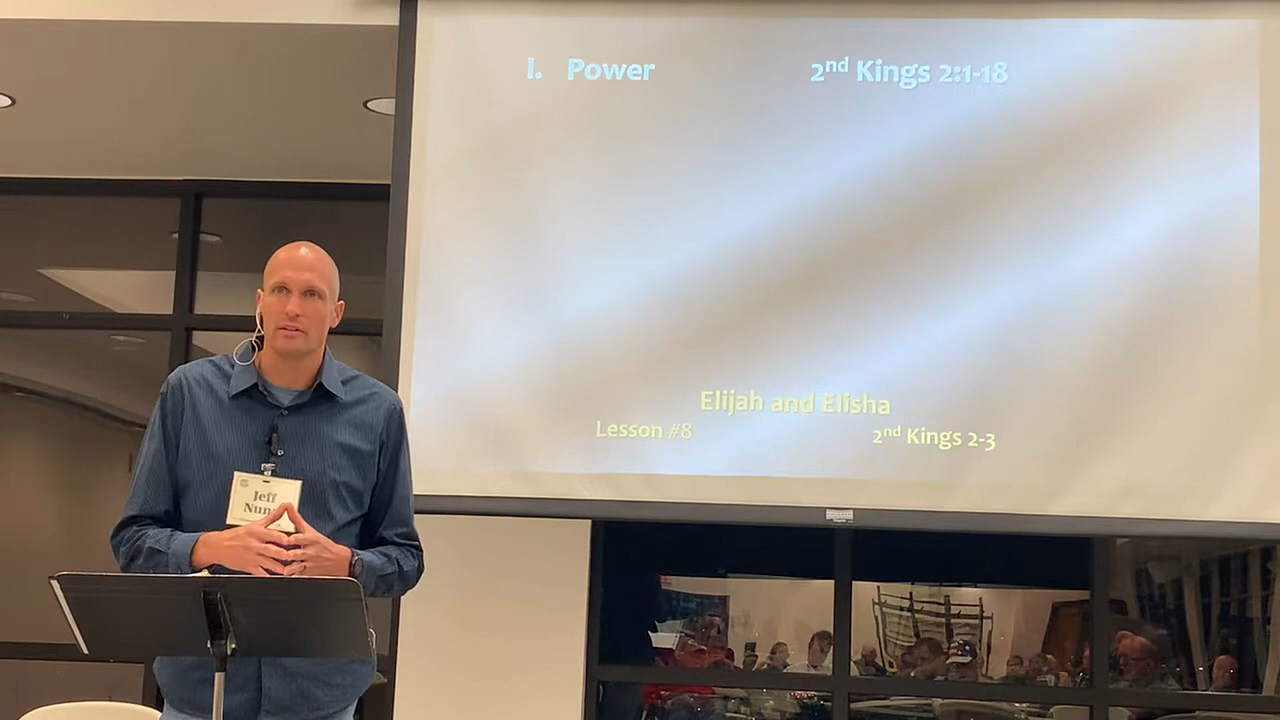 I. Power 2nd Kings 2:1-18
Elijah and Elisha
Lesson #8 2nd Kings 2-3
Jeff